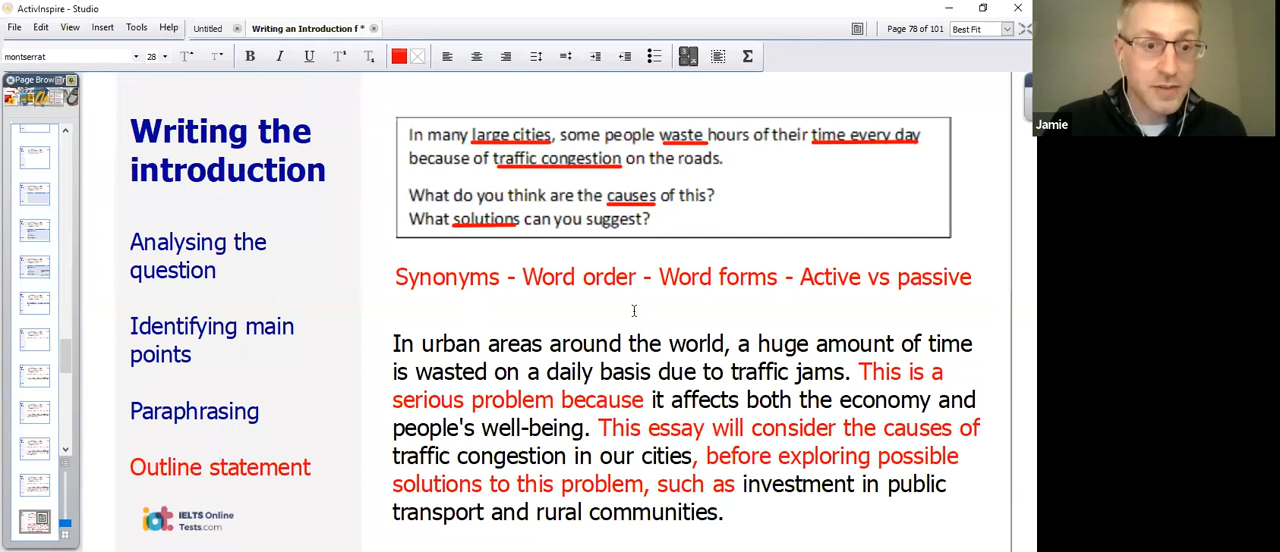 ActivInspire - Studio
File Edit View Insert Tools Help
Untitled
Writing an Introduction f *
Page 78 of 101
Best Fit
montserrat
28
B I U
Page Brow
Writing the
introduction
Analysing the
question
Identifying main
points
Paraphrasing
Outline statement
iot IELTS Online
Tests.com
In many large cities, some people waste hours of their time every day
because of traffic congestion on the roads.
What do you think are the causes of this?
What solutions can you suggest?
Synonyms - Word order - Word forms - Active vs passive
In urban areas around the world, a huge amount of time
is wasted on a daily basis due to traffic jams. This is a
serious problem because it affects both the economy and
people's well-being. This essay will consider the causes of
traffic congestion in our cities, before exploring possible
solutions to this problem, such as investment in public
transport and rural communities.
Jamie